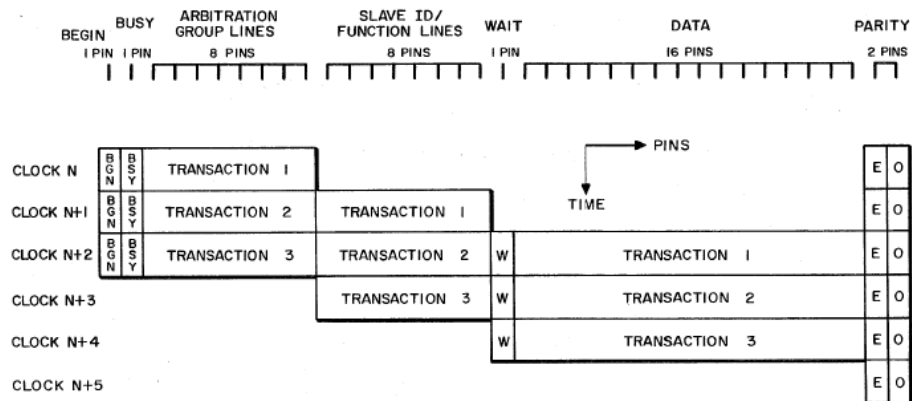 BEGIN BUSY ARBITRATION GROUP LINES SLAVE ID/ FUNCTION LINES WAIT DATA PARITY
1 PIN 1 PIN 8 PINS 8 PINS 1 PIN 16 PINS 2 PINS
PINS
TIME
CLOCK N BGN BSY TRANSACTION 1 E O
CLOCK N+1 BGN BSY TRANSACTION 2 TRANSACTION 1 E O
CLOCK N+2 BGN BSY TRANSACTION 3 TRANSACTION 2 W TRANSACTION 1 E O
CLOCK N+3 TRANSACTION 3 W TRANSACTION 2 E O
CLOCK N+4 W TRANSACTION 3 E O
CLOCK N+5 E O